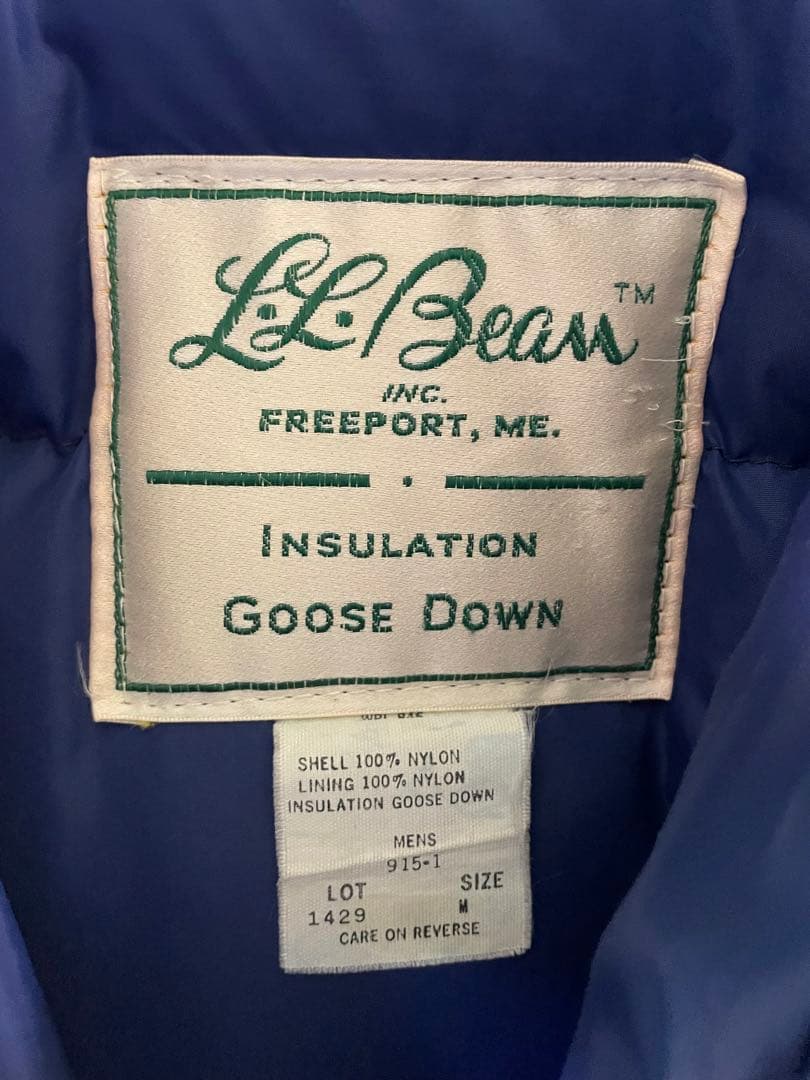 L.L.Bean™
INC.
FREEPORT, ME.
INSULATION
GOOSE DOWN
SHELL 100% NYLON
LINING 100% NYLON
INSULATION GOOSE DOWN
MENS
915-1
LOT SIZE
1429 M
CARE ON REVERSE